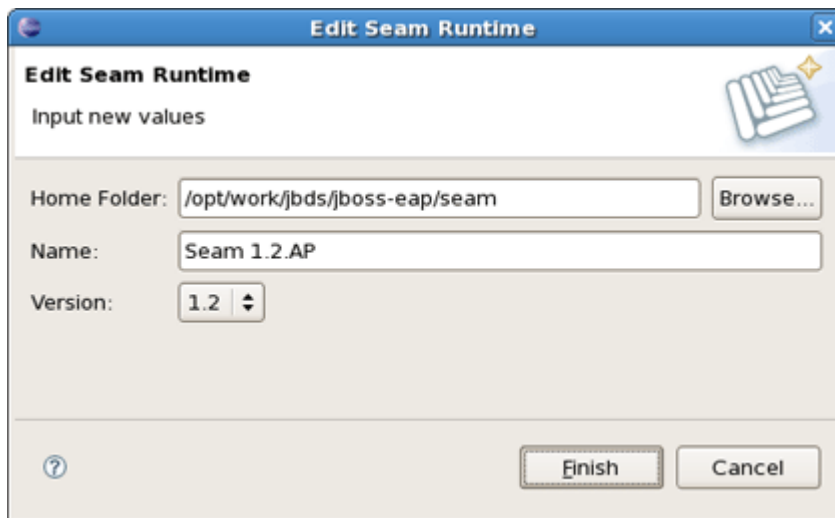 Edit Seam Runtime
Edit Seam Runtime
Input new values
Home Folder: /opt/work/jbds/jboss-eap/seam Browse...
Name: Seam 1.2.AP
Version: 1.2
Finish Cancel